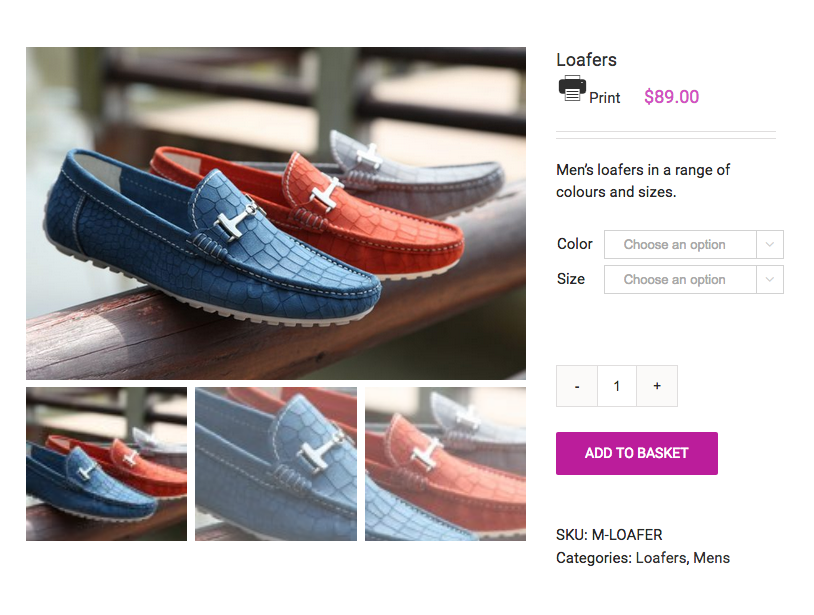 Loafers
Print $89.00
Men’s loafers in a range of
colours and sizes.
Color Choose an option
Size Choose an option
- 1 +
ADD TO BASKET
SKU: M-LOAFER
Categories: Loafers, Mens